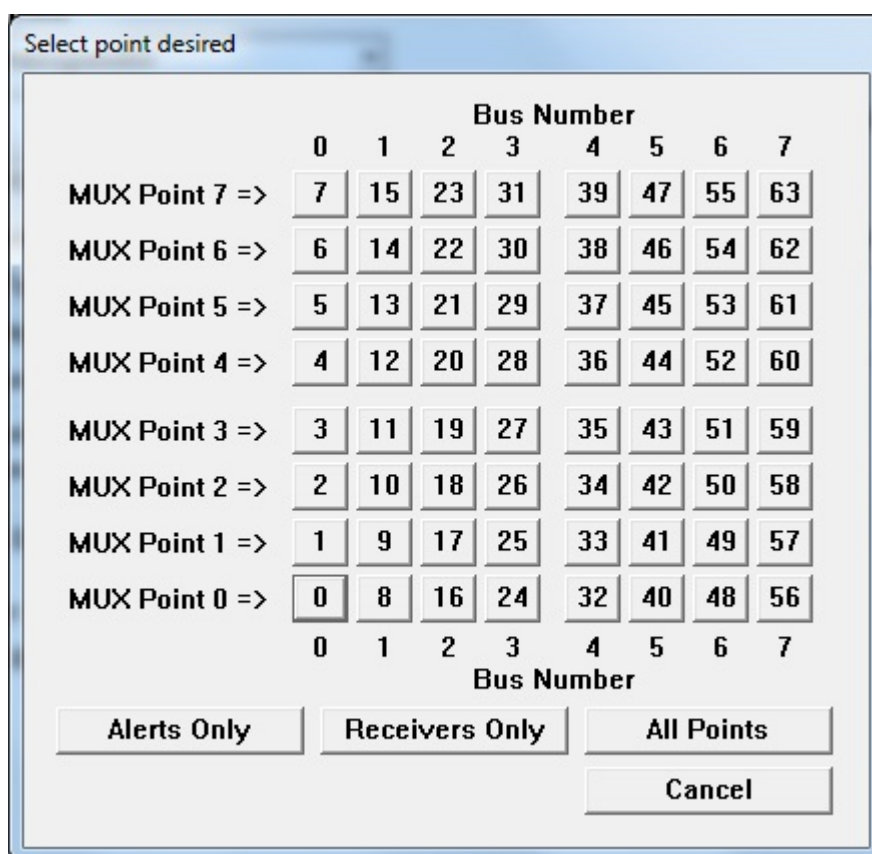 Select point desired
Bus Number
0 1 2 3 4 5 6 7
MUX Point 7 => 7 15 23 31 39 47 55 63
MUX Point 6 => 6 14 22 30 38 46 54 62
MUX Point 5 => 5 13 21 29 37 45 53 61
MUX Point 4 => 4 12 20 28 36 44 52 60
MUX Point 3 => 3 11 19 27 35 43 51 59
MUX Point 2 => 2 10 18 26 34 42 50 58
MUX Point 1 => 1 9 17 25 33 41 49 57
MUX Point 0 => 0 8 16 24 32 40 48 56
0 1 2 3 4 5 6 7
Bus Number
Alerts Only Receivers Only All Points
Cancel